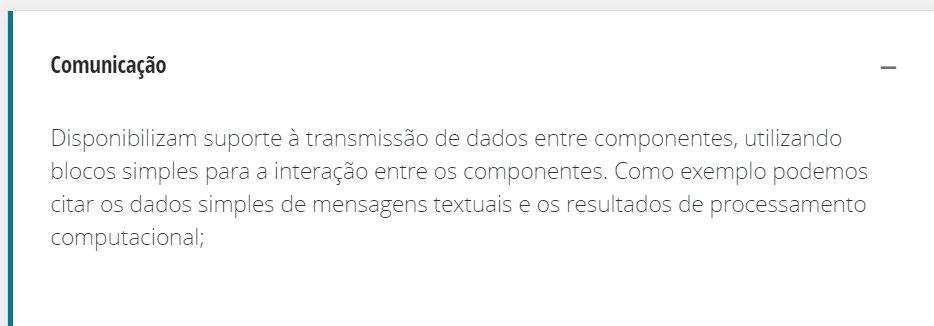 Comunicação
Disponibilizam suporte à transmissão de dados entre componentes, utilizando
blocos simples para a interação entre os componentes. Como exemplo podemos
citar os dados simples de mensagens textuais e os resultados de processamento
computacional;